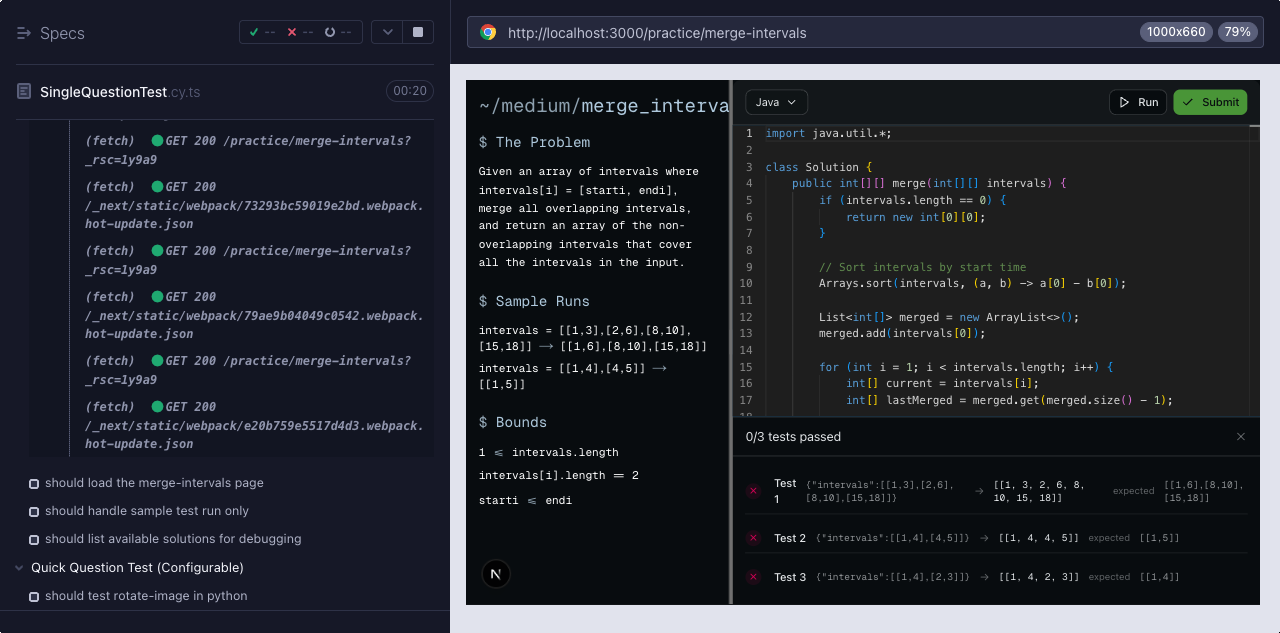 Specs
-- -- --
SingleQuestionTest.cy.ts
00:20
(fetch) GET 200 /practice/merge-intervals?
_rsc=1y9a9
(fetch) GET 200
/_next/static/webpack/73293bc59019e2bd.webpack.
hot-update.json
(fetch) GET 200 /practice/merge-intervals?
_rsc=1y9a9
(fetch) GET 200
/_next/static/webpack/79ae9b04049c0542.webpack.
hot-update.json
(fetch) GET 200 /practice/merge-intervals?
_rsc=1y9a9
(fetch) GET 200
/_next/static/webpack/e20b759e5517d4d3.webpack.
hot-update.json
should load the merge-intervals page
should handle sample test run only
should list available solutions for debugging
Quick Question Test (Configurable)
should test rotate-image in python
http://localhost:3000/practice/merge-intervals
1000x660
79%
~/medium/merge_interva
$ The Problem
Given an array of intervals where
intervals[i] = [starti, endi],
merge all overlapping intervals,
and return an array of the non-
overlapping intervals that cover
all the intervals in the input.
$ Sample Runs
intervals = [[1,3],[2,6],[8,10],
[15,18]] → [[1,6],[8,10],[15,18]]
intervals = [[1,4],[4,5]] →
[[1,5]]
$ Bounds
1 ≤ intervals.length
intervals[i].length == 2
starti ≤ endi
N
Java
Run
Submit
1 import java.util.*;
2
3 class Solution {
4 public int[][] merge(int[][] intervals) {
5 if (intervals.length == 0) {
6 return new int[0][0];
7 }
8
9 // Sort intervals by start time
10 Arrays.sort(intervals, (a, b) -> a[0] - b[0]);
11
12 List<int[]> merged = new ArrayList<>();
13 merged.add(intervals[0]);
14
15 for (int i = 1; i < intervals.length; i++) {
16 int[] current = intervals[i];
17 int[] lastMerged = merged.get(merged.size() - 1);
18
0/3 tests passed
Test 1 {"intervals":[[1,3],[2,6],
[8,10],[15,18]]} → [[1, 3, 2, 6, 8,
10, 15, 18]] expected [[1,6],[8,10],
[15,18]]
Test 2 {"intervals":[[1,4],[4,5]]} → [[1, 4, 4, 5]] expected [[1,5]]
Test 3 {"intervals":[[1,4],[2,3]]} → [[1, 4, 2, 3]] expected [[1,4]]